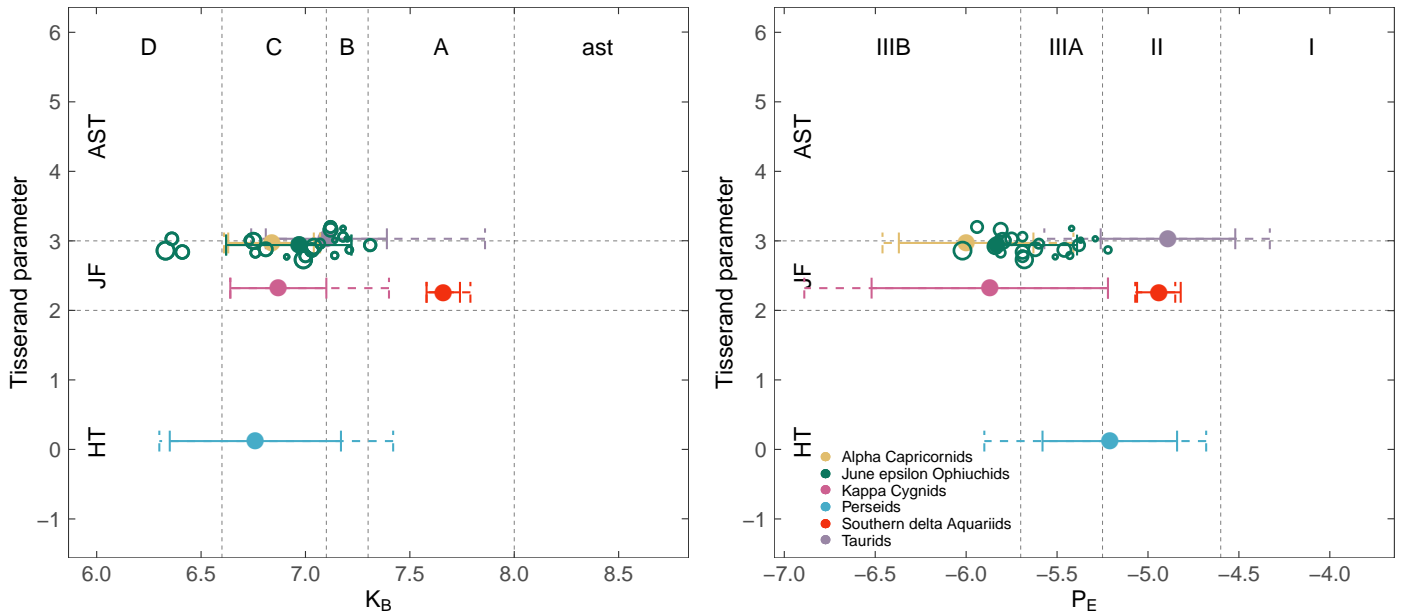 D C B A ast
6
5
4
3
2
1
0
−1
Tisserand parameter
AST
JF
HT
6.0 6.5 7.0 7.5 8.0 8.5
K_B
IIIB IIIA II I
6
5
4
3
2
1
0
−1
Tisserand parameter
AST
JF
HT
Alpha Capricornids
June epsilon Ophiuchids
Kappa Cygnids
Perseids
Southern delta Aquariids
Taurids
−7.0 −6.5 −6.0 −5.5 −5.0 −4.5 −4.0
P_E